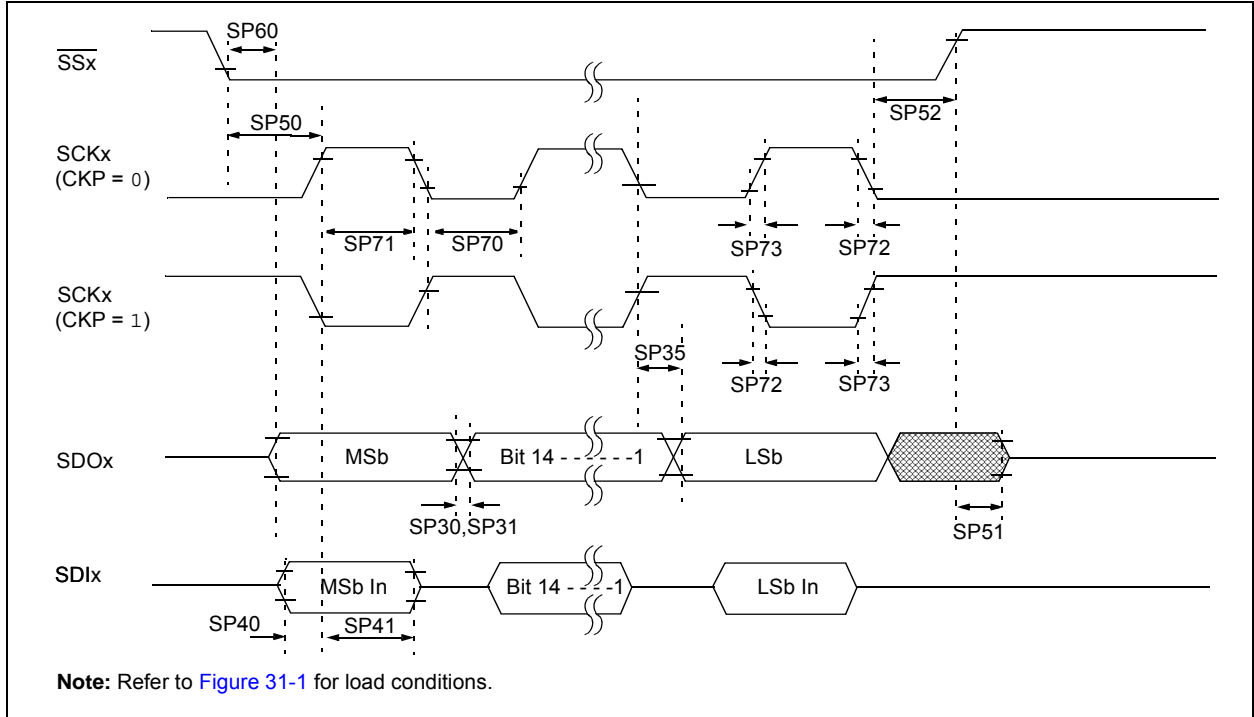 SP60
SSx
SP52
SP50
SCKx
(CKP = 0)
SP71
SP70
SP73
SP72
SCKx
(CKP = 1)
SP35
SP72
SP73
SDOx
MSb
Bit 14 - - - - - -1
LSb
SP30,SP31
SP51
SDIx
MSb In
Bit 14 - - - -1
LSb In
SP40
SP41
Note: Refer to Figure 31-1 for load conditions.